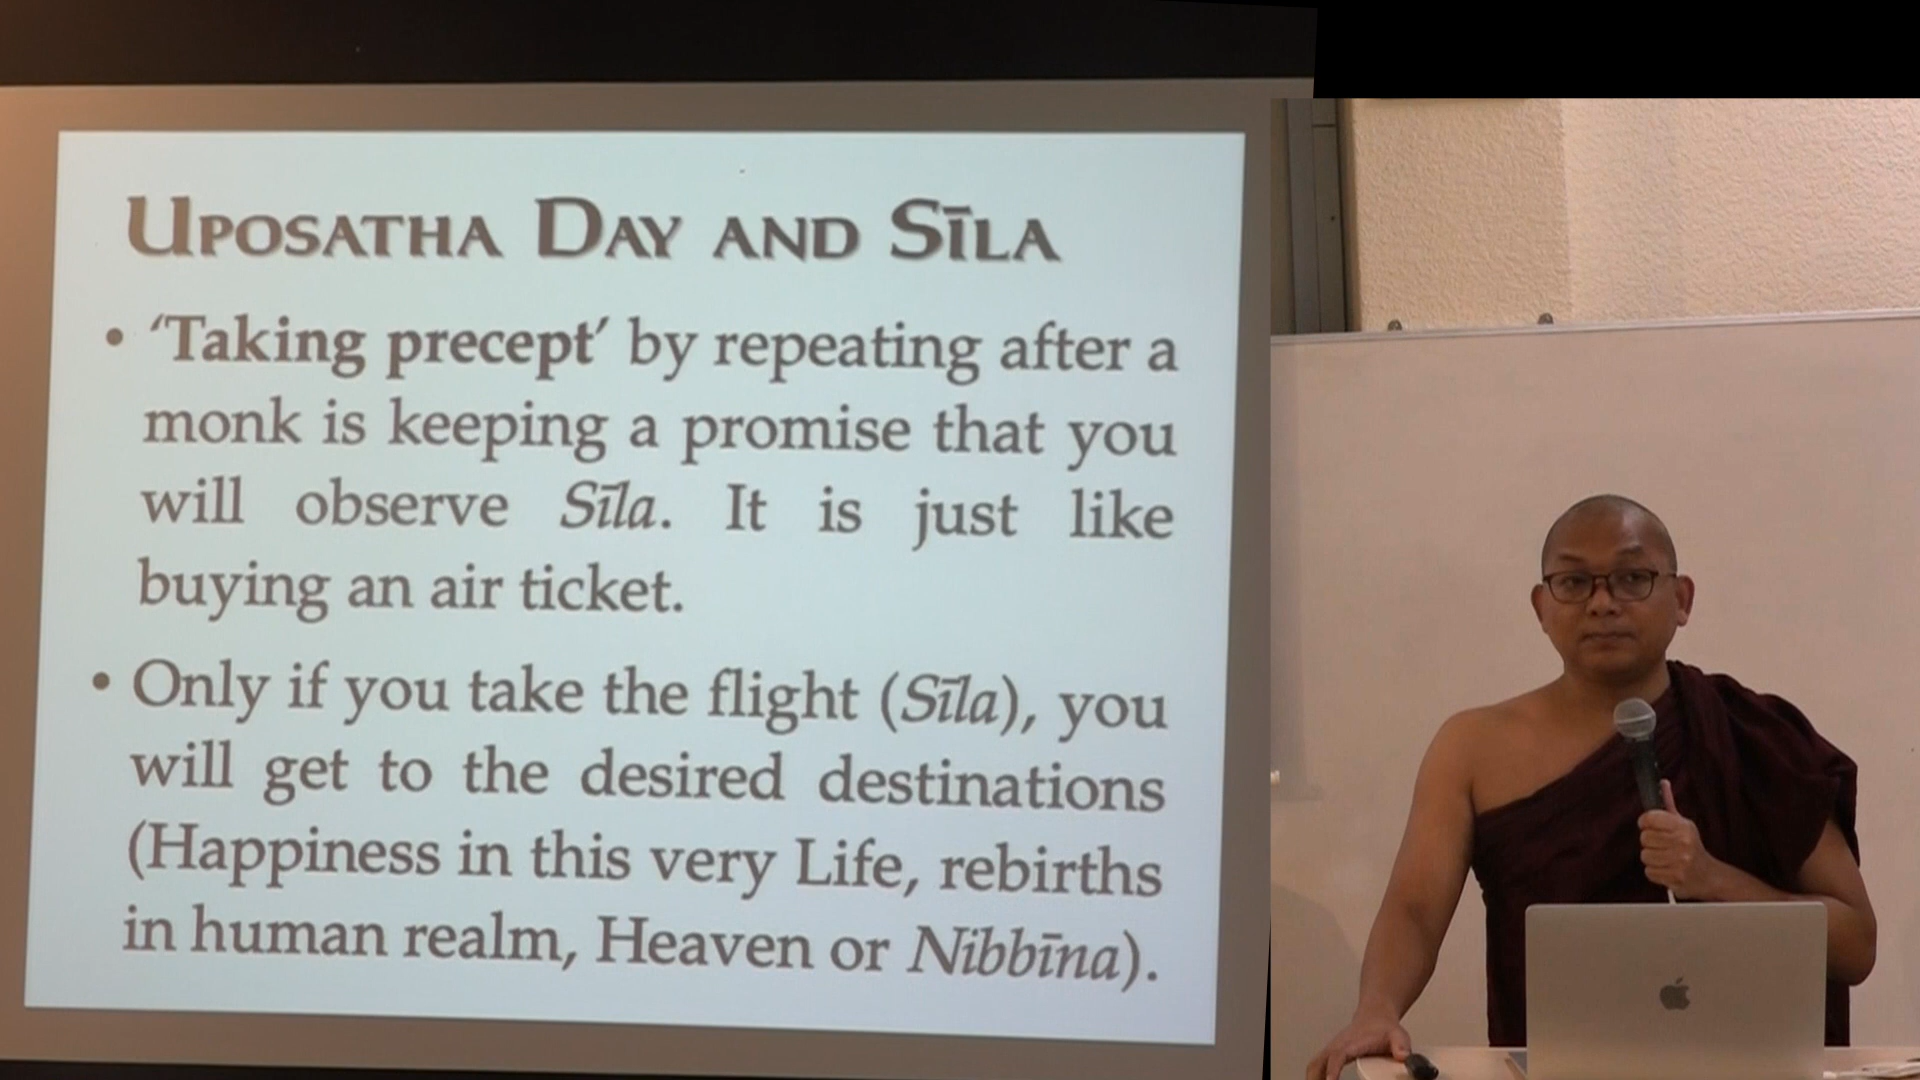 UPOSATHA DAY AND SĪLA
• ‘Taking precept’ by repeating after a
monk is keeping a promise that you
will observe Sīla. It is just like
buying an air ticket.
• Only if you take the flight (Sīla), you
will get to the desired destinations
(Happiness in this very Life, rebirths
in human realm, Heaven or Nibbīna).